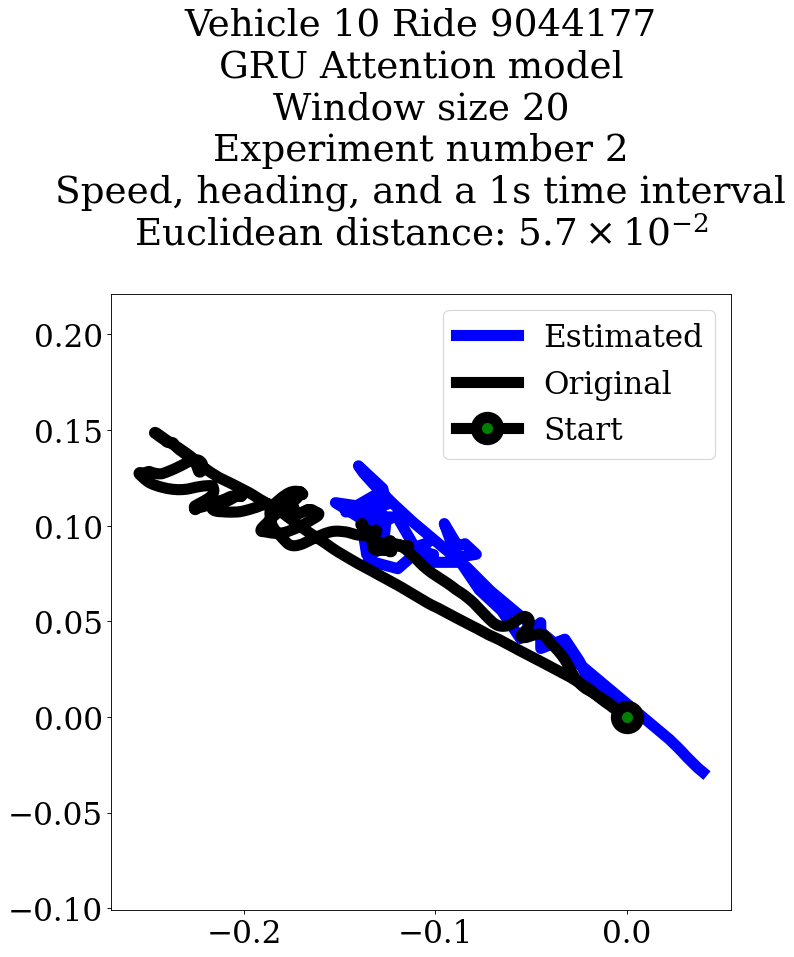 Vehicle 10 Ride 9044177
GRU Attention model
Window size 20
Experiment number 2
Speed, heading, and a 1s time interval
Euclidean distance: 5.7 × 10⁻²
Estimated
Original
Start
0.20
0.15
0.10
0.05
0.00
−0.05
−0.10
−0.2
−0.1
0.0